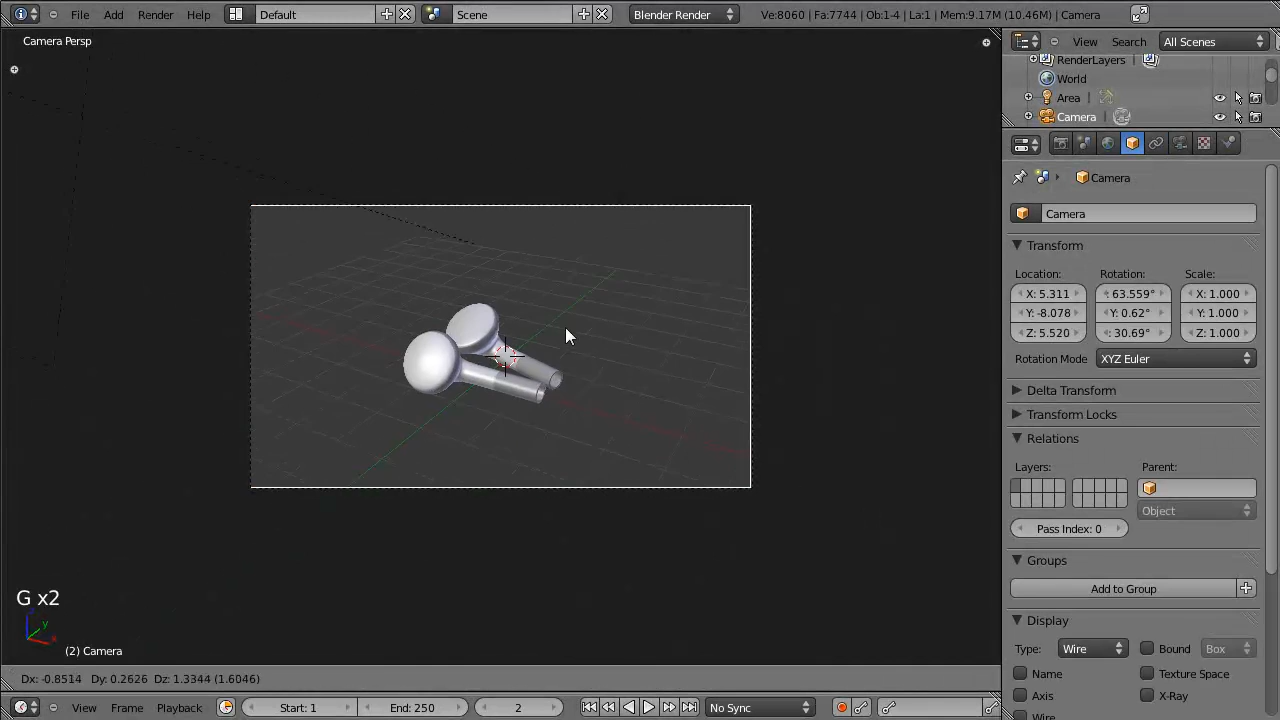 File Add Render Help Default Scene Blender Render Ve:8060 | Fa:7744 | Ob:1-4 | La:1 | Mem:9.17M (10.46M) | Camera
Camera Persp
View Search All Scenes
RenderLayers |
World
Area |
Camera |
Camera
Camera
Transform
Location: Rotation: Scale:
X: 5.311 63.559° X: 1.000
Y: -8.078 Y: 0.62° Y: 1.000
Z: 5.520 30.69° Z: 1.000
Rotation Mode XYZ Euler
Delta Transform
Transform Locks
Relations
Layers: Parent:
Object
Pass Index: 0
Groups
Add to Group
Display
Type: Wire Bound Box
Name Texture Space
Axis X-Ray
Wire
G x2
z
y
x
(2) Camera
Dx: -0.8514 Dy: 0.2626 Dz: 1.3344 (1.6046)
View Frame Playback Start: 1 End: 250 2 No Sync